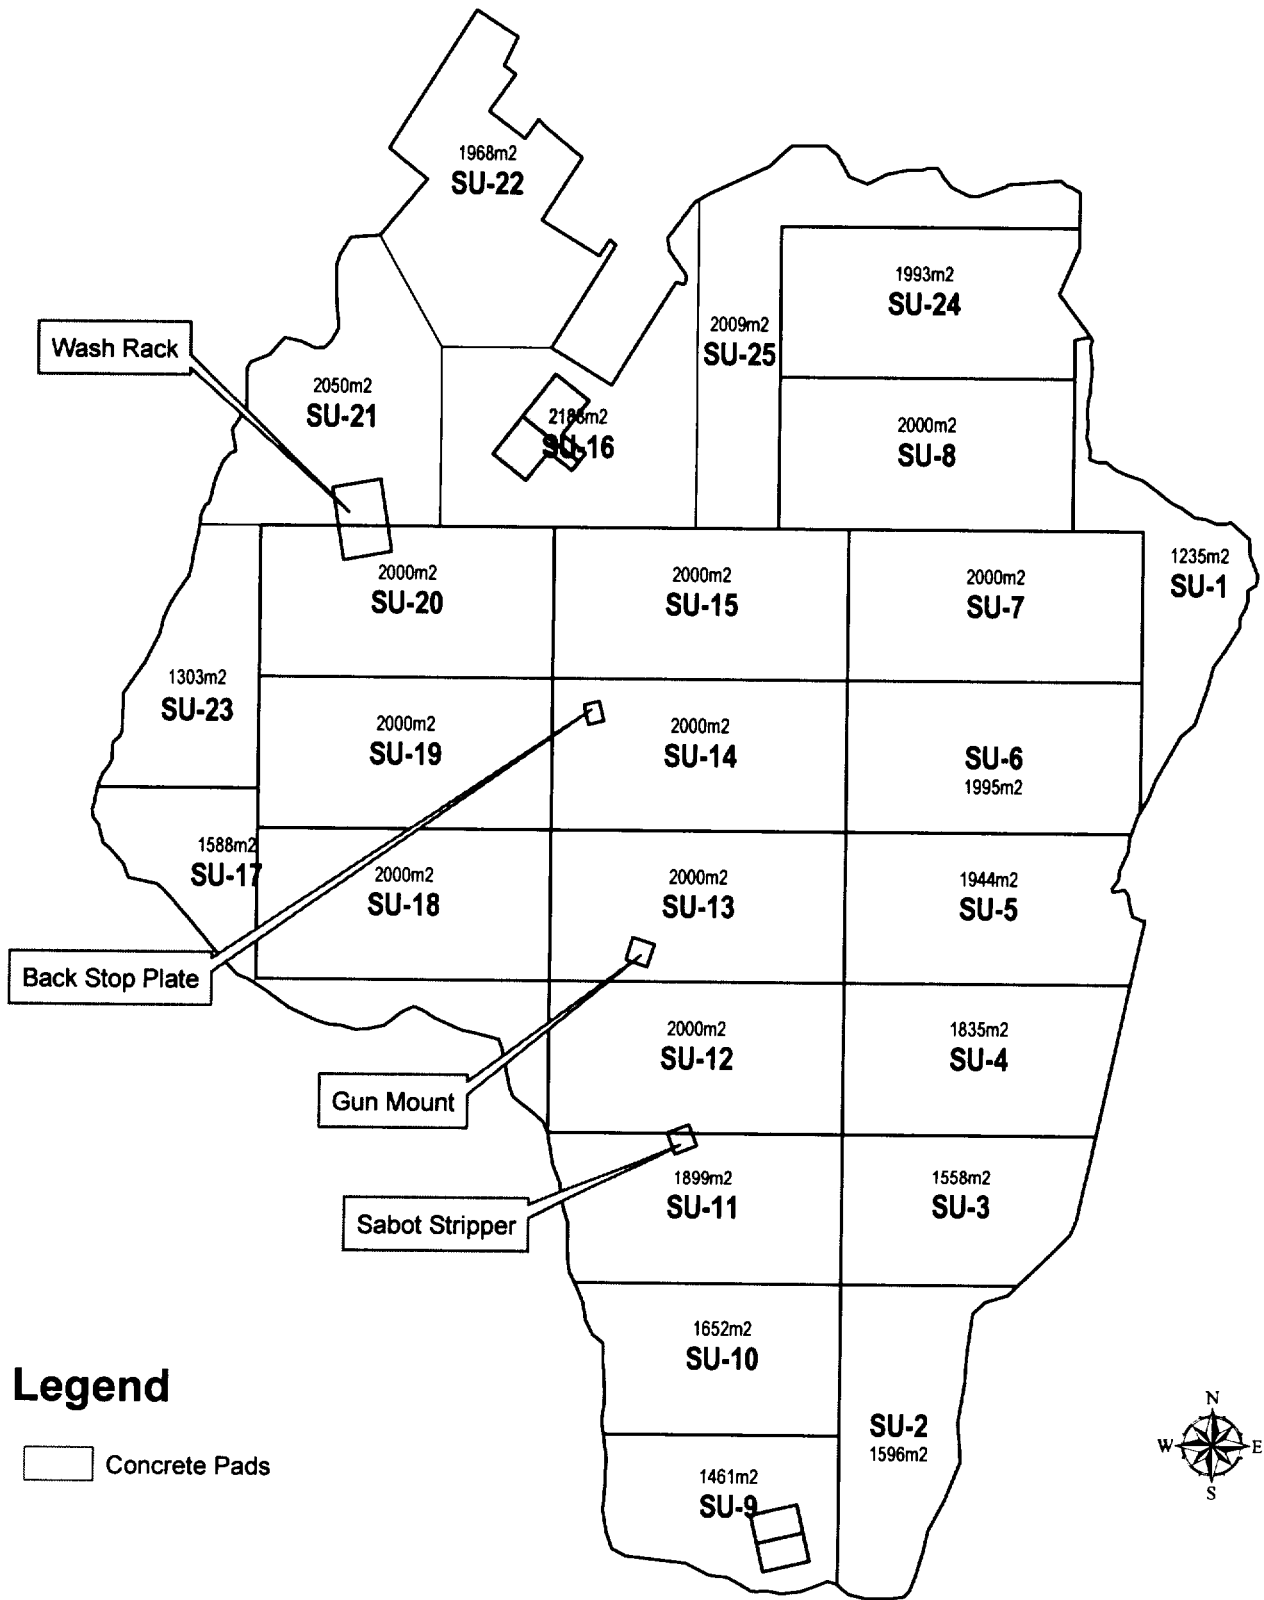 1968m2
SU-22
1993m2
SU-24
2009m2
SU-25
Wash Rack
2050m2
SU-21
SU-16
2000m2
SU-8
1235m2
SU-1
2000m2
SU-20
2000m2
SU-15
2000m2
SU-7
1303m2
SU-23
2000m2
SU-19
2000m2
SU-14
SU-6
1995m2
1588m2
SU-17
2000m2
SU-18
2000m2
SU-13
1944m2
SU-5
Back Stop Plate
2000m2
SU-12
1835m2
SU-4
Gun Mount
1899m2
SU-11
1558m2
SU-3
Sabot Stripper
1652m2
SU-10
Legend
Concrete Pads
SU-2
1596m2
1461m2
SU-9
N
W
E
S